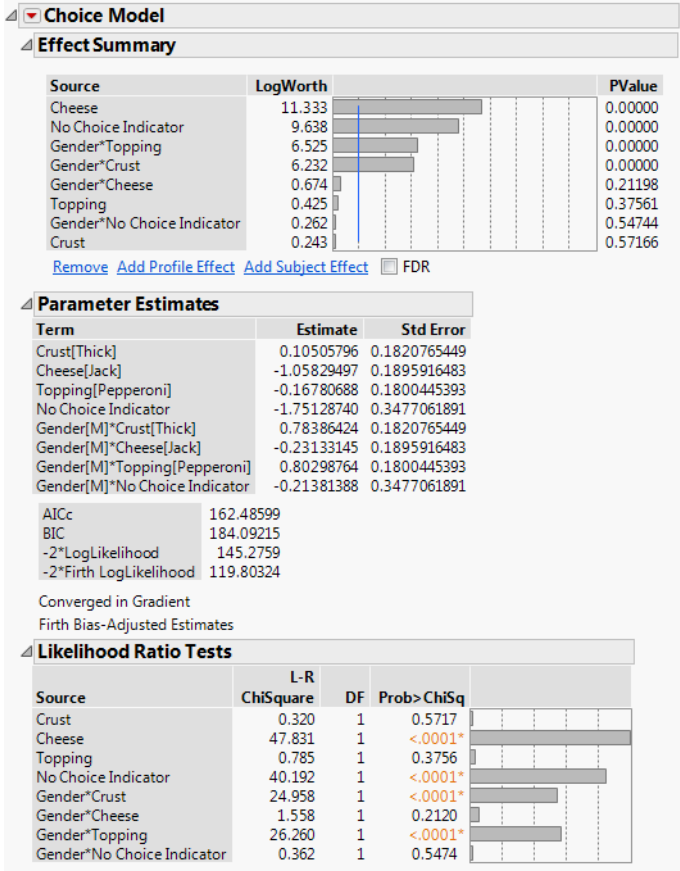 Choice Model
Effect Summary
Source LogWorth PValue
Cheese 11.333 0.00000
No Choice Indicator 9.638 0.00000
Gender*Topping 6.525 0.00000
Gender*Crust 6.232 0.00000
Gender*Cheese 0.674 0.21198
Topping 0.425 0.37561
Gender*No Choice Indicator 0.262 0.54744
Crust 0.243 0.57166
Remove Add Profile Effect Add Subject Effect FDR
Parameter Estimates
Term Estimate Std Error
Crust[Thick] 0.10505796 0.1820765449
Cheese[Jack] -1.05829497 0.1895916483
Topping[Pepperoni] -0.16780688 0.1800445393
No Choice Indicator -1.75128740 0.3477061891
Gender[M]*Crust[Thick] 0.78386424 0.1820765449
Gender[M]*Cheese[Jack] -0.23133145 0.1895916483
Gender[M]*Topping[Pepperoni] 0.80298764 0.1800445393
Gender[M]*No Choice Indicator -0.21381388 0.3477061891
AICc 162.48599
BIC 184.09215
-2*LogLikelihood 145.2759
-2*Firth LogLikelihood 119.80324
Converged in Gradient
Firth Bias-Adjusted Estimates
Likelihood Ratio Tests
L-R
Source ChiSquare DF Prob>ChiSq
Crust 0.320 1 0.5717
Cheese 47.831 1 <.0001*
Topping 0.785 1 0.3756
No Choice Indicator 40.192 1 <.0001*
Gender*Crust 24.958 1 <.0001*
Gender*Cheese 1.558 1 0.2120
Gender*Topping 26.260 1 <.0001*
Gender*No Choice Indicator 0.362 1 0.5474